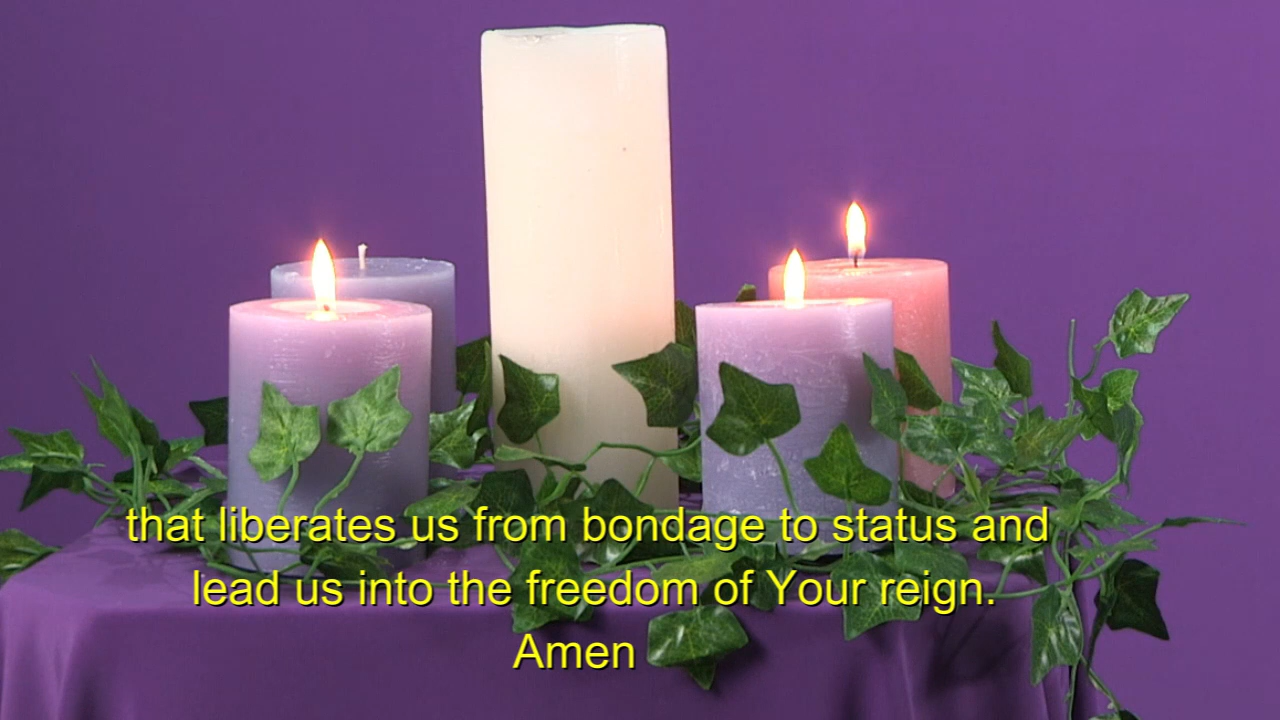 that liberates us from bondage to status and
lead us into the freedom of Your reign.
Amen